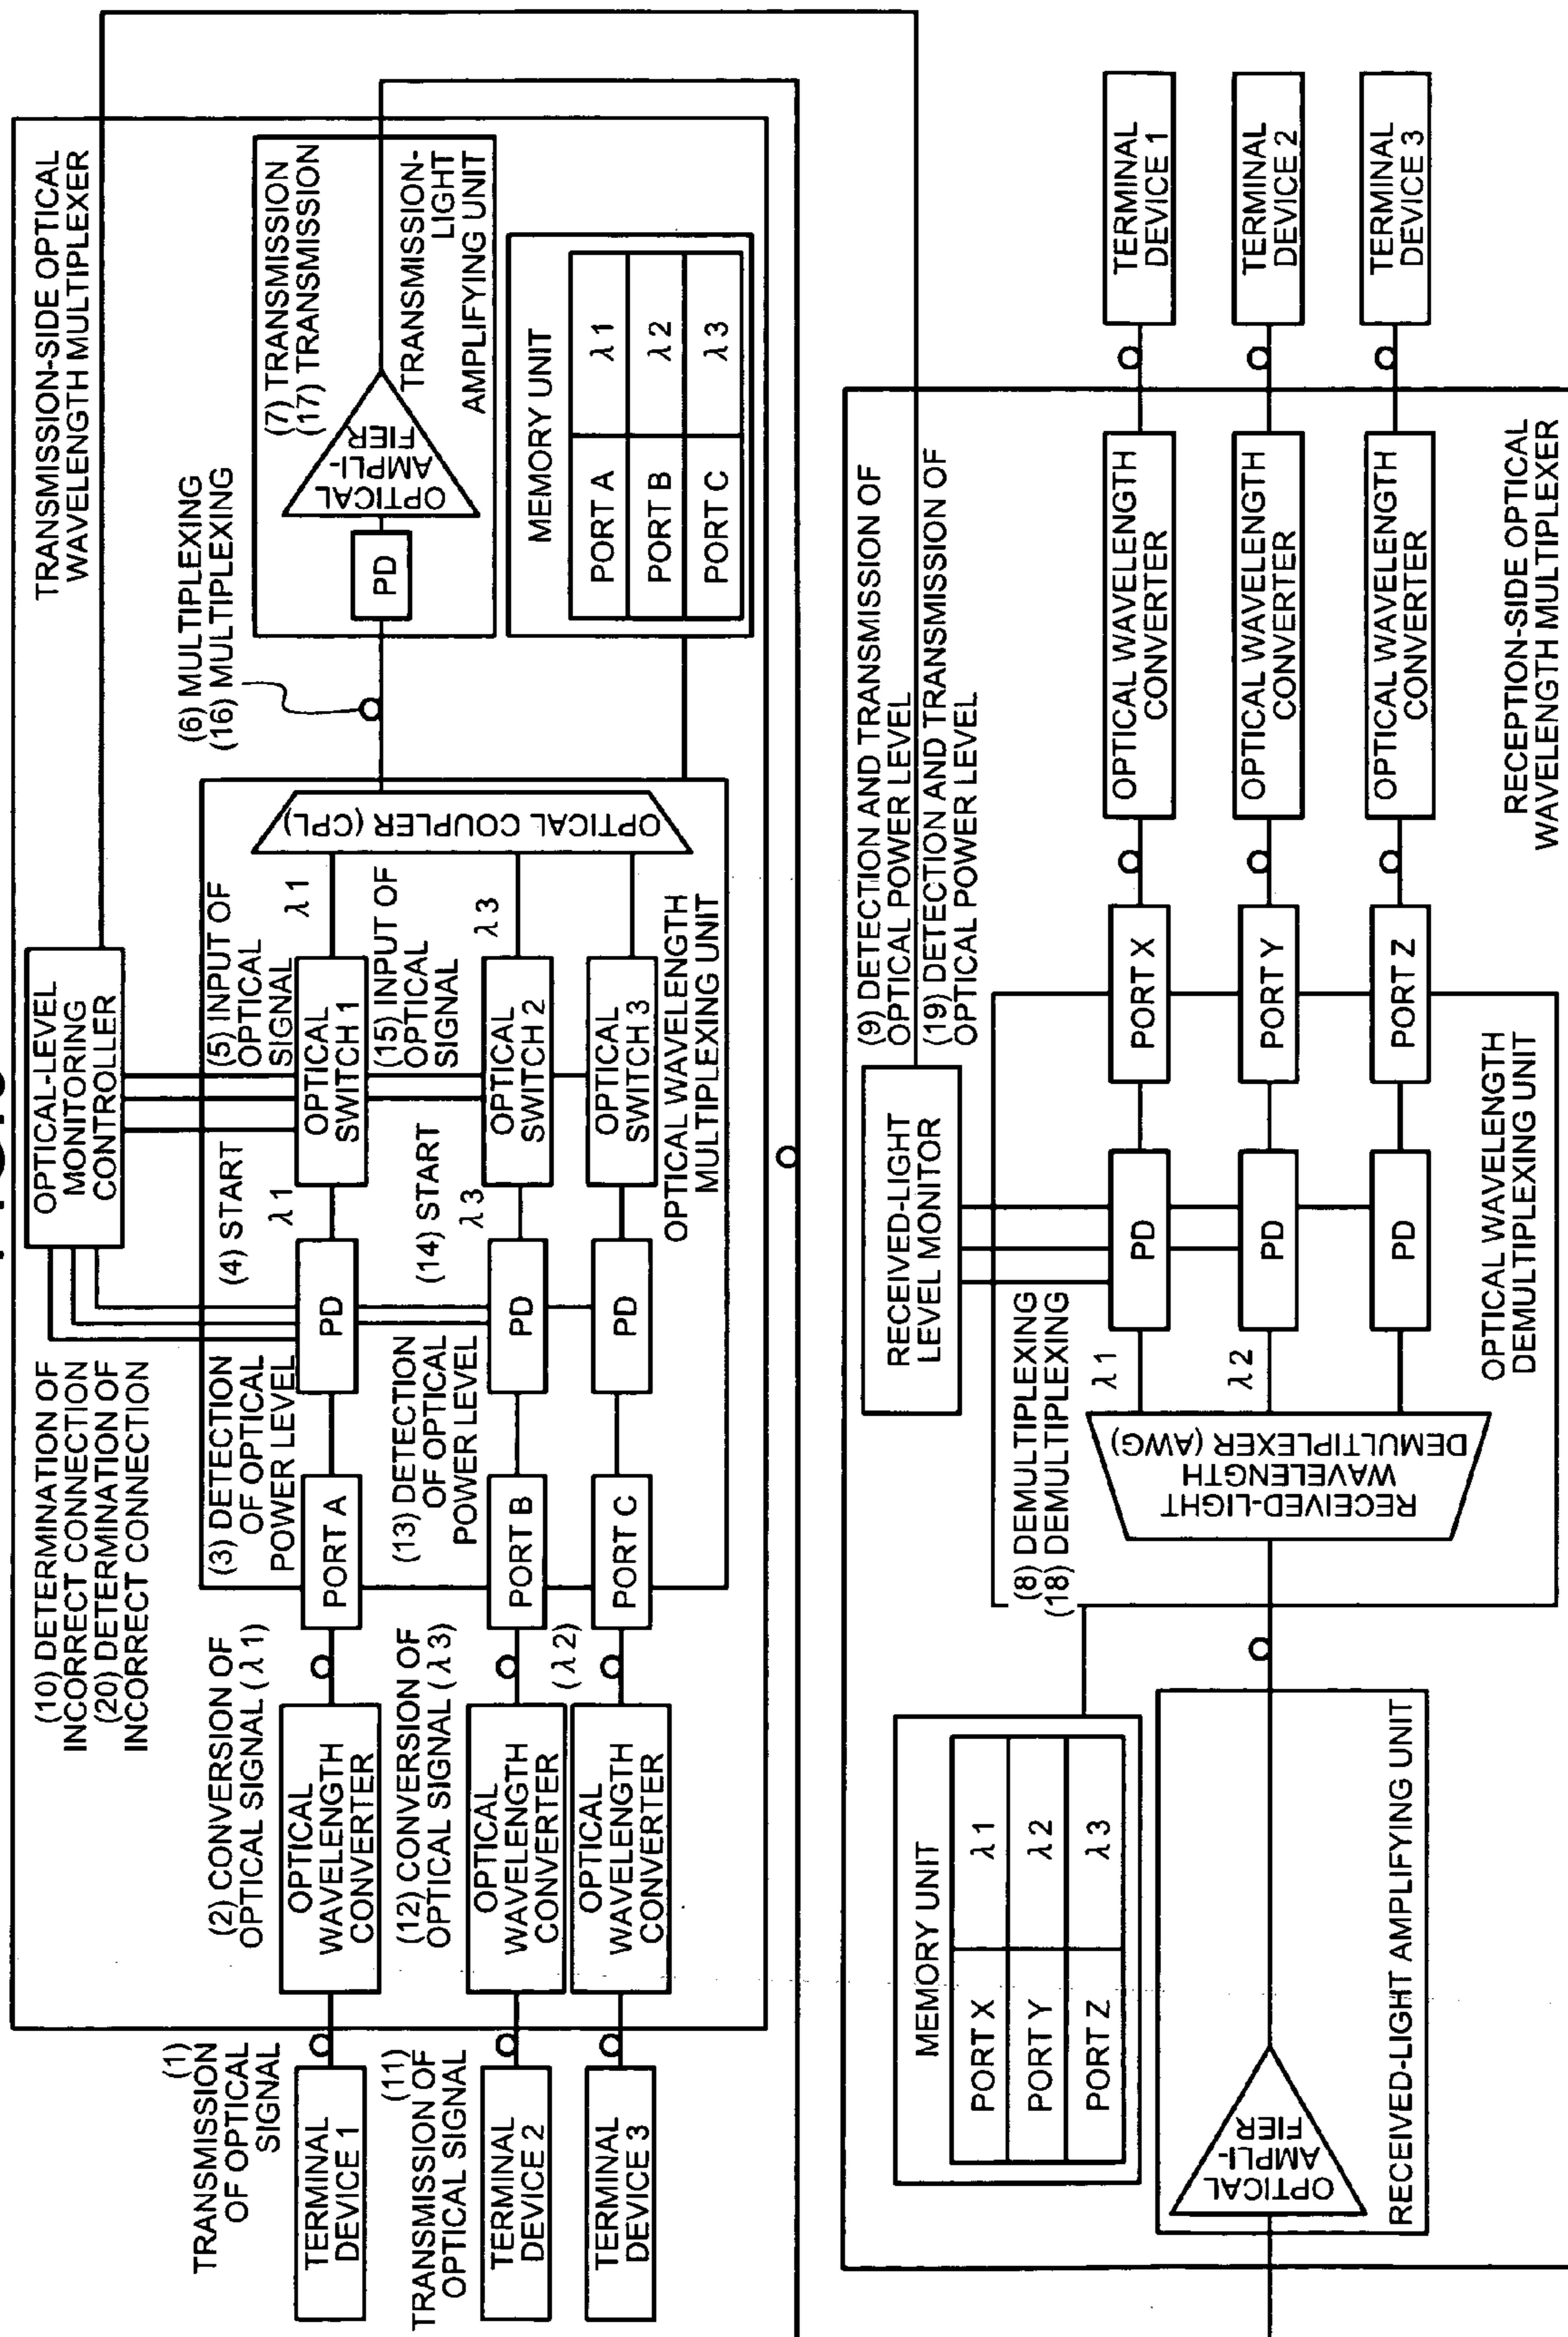 TRANSMISSION-SIDE OPTICAL
WAVELENGTH MULTIPLEXER
(10) DETERMINATION OF
INCORRECT CONNECTION
(20) DETERMINATION OF
INCORRECT CONNECTION
OPTICAL-LEVEL
MONITORING
CONTROLLER
(1)
TRANSMISSION
OF OPTICAL
SIGNAL
TERMINAL
DEVICE 1
(11)
TRANSMISSION OF
OPTICAL SIGNAL
TERMINAL
DEVICE 2
TERMINAL
DEVICE 3
(2) CONVERSION OF
OPTICAL SIGNAL (λ1)
OPTICAL
WAVELENGTH
CONVERTER
(12) CONVERSION OF
OPTICAL SIGNAL (λ3)
OPTICAL
WAVELENGTH
CONVERTER
(λ2)
OPTICAL
WAVELENGTH
CONVERTER
(3) DETECTION
OF OPTICAL
POWER LEVEL
PORT A
(13) DETECTION
OF OPTICAL
POWER LEVEL
PORT B
PORT C
PD
PD
PD
(4) START
λ1
(14) START
λ3
(5) INPUT OF
OPTICAL
SIGNAL
λ1
OPTICAL
SWITCH 1
(15) INPUT OF
OPTICAL
SIGNAL
λ3
OPTICAL
SWITCH 2
OPTICAL
SWITCH 3
OPTICAL WAVELENGTH
MULTIPLEXING UNIT
OPTICAL COUPLER (CPL)
(6) MULTIPLEXING
(16) MULTIPLEXING
(7) TRANSMISSION
(17) TRANSMISSION
PD
OPTICAL
AMPLI-
FIER
TRANSMISSION-
LIGHT
AMPLIFYING UNIT
MEMORY UNIT
PORT A λ1
PORT B λ2
PORT C λ3
MEMORY UNIT
PORT X λ1
PORT Y λ2
PORT Z λ3
OPTICAL
AMPLI-
FIER
RECEIVED-LIGHT AMPLIFYING UNIT
RECEIVED-LIGHT
LEVEL MONITOR
(9) DETECTION AND TRANSMISSION OF
OPTICAL POWER LEVEL
(19) DETECTION AND TRANSMISSION OF
OPTICAL POWER LEVEL
(8) DEMULTIPLEXING
(18) DEMULTIPLEXING
RECEIVED-LIGHT
WAVELENGTH
DEMULTIPLEXER (AWG)
λ1
λ2
PD
PD
PD
PORT X
PORT Y
PORT Z
OPTICAL WAVELENGTH
DEMULTIPLEXING UNIT
OPTICAL WAVELENGTH
CONVERTER
OPTICAL WAVELENGTH
CONVERTER
OPTICAL WAVELENGTH
CONVERTER
TERMINAL
DEVICE 1
TERMINAL
DEVICE 2
TERMINAL
DEVICE 3
RECEPTION-SIDE OPTICAL
WAVELENGTH MULTIPLEXER